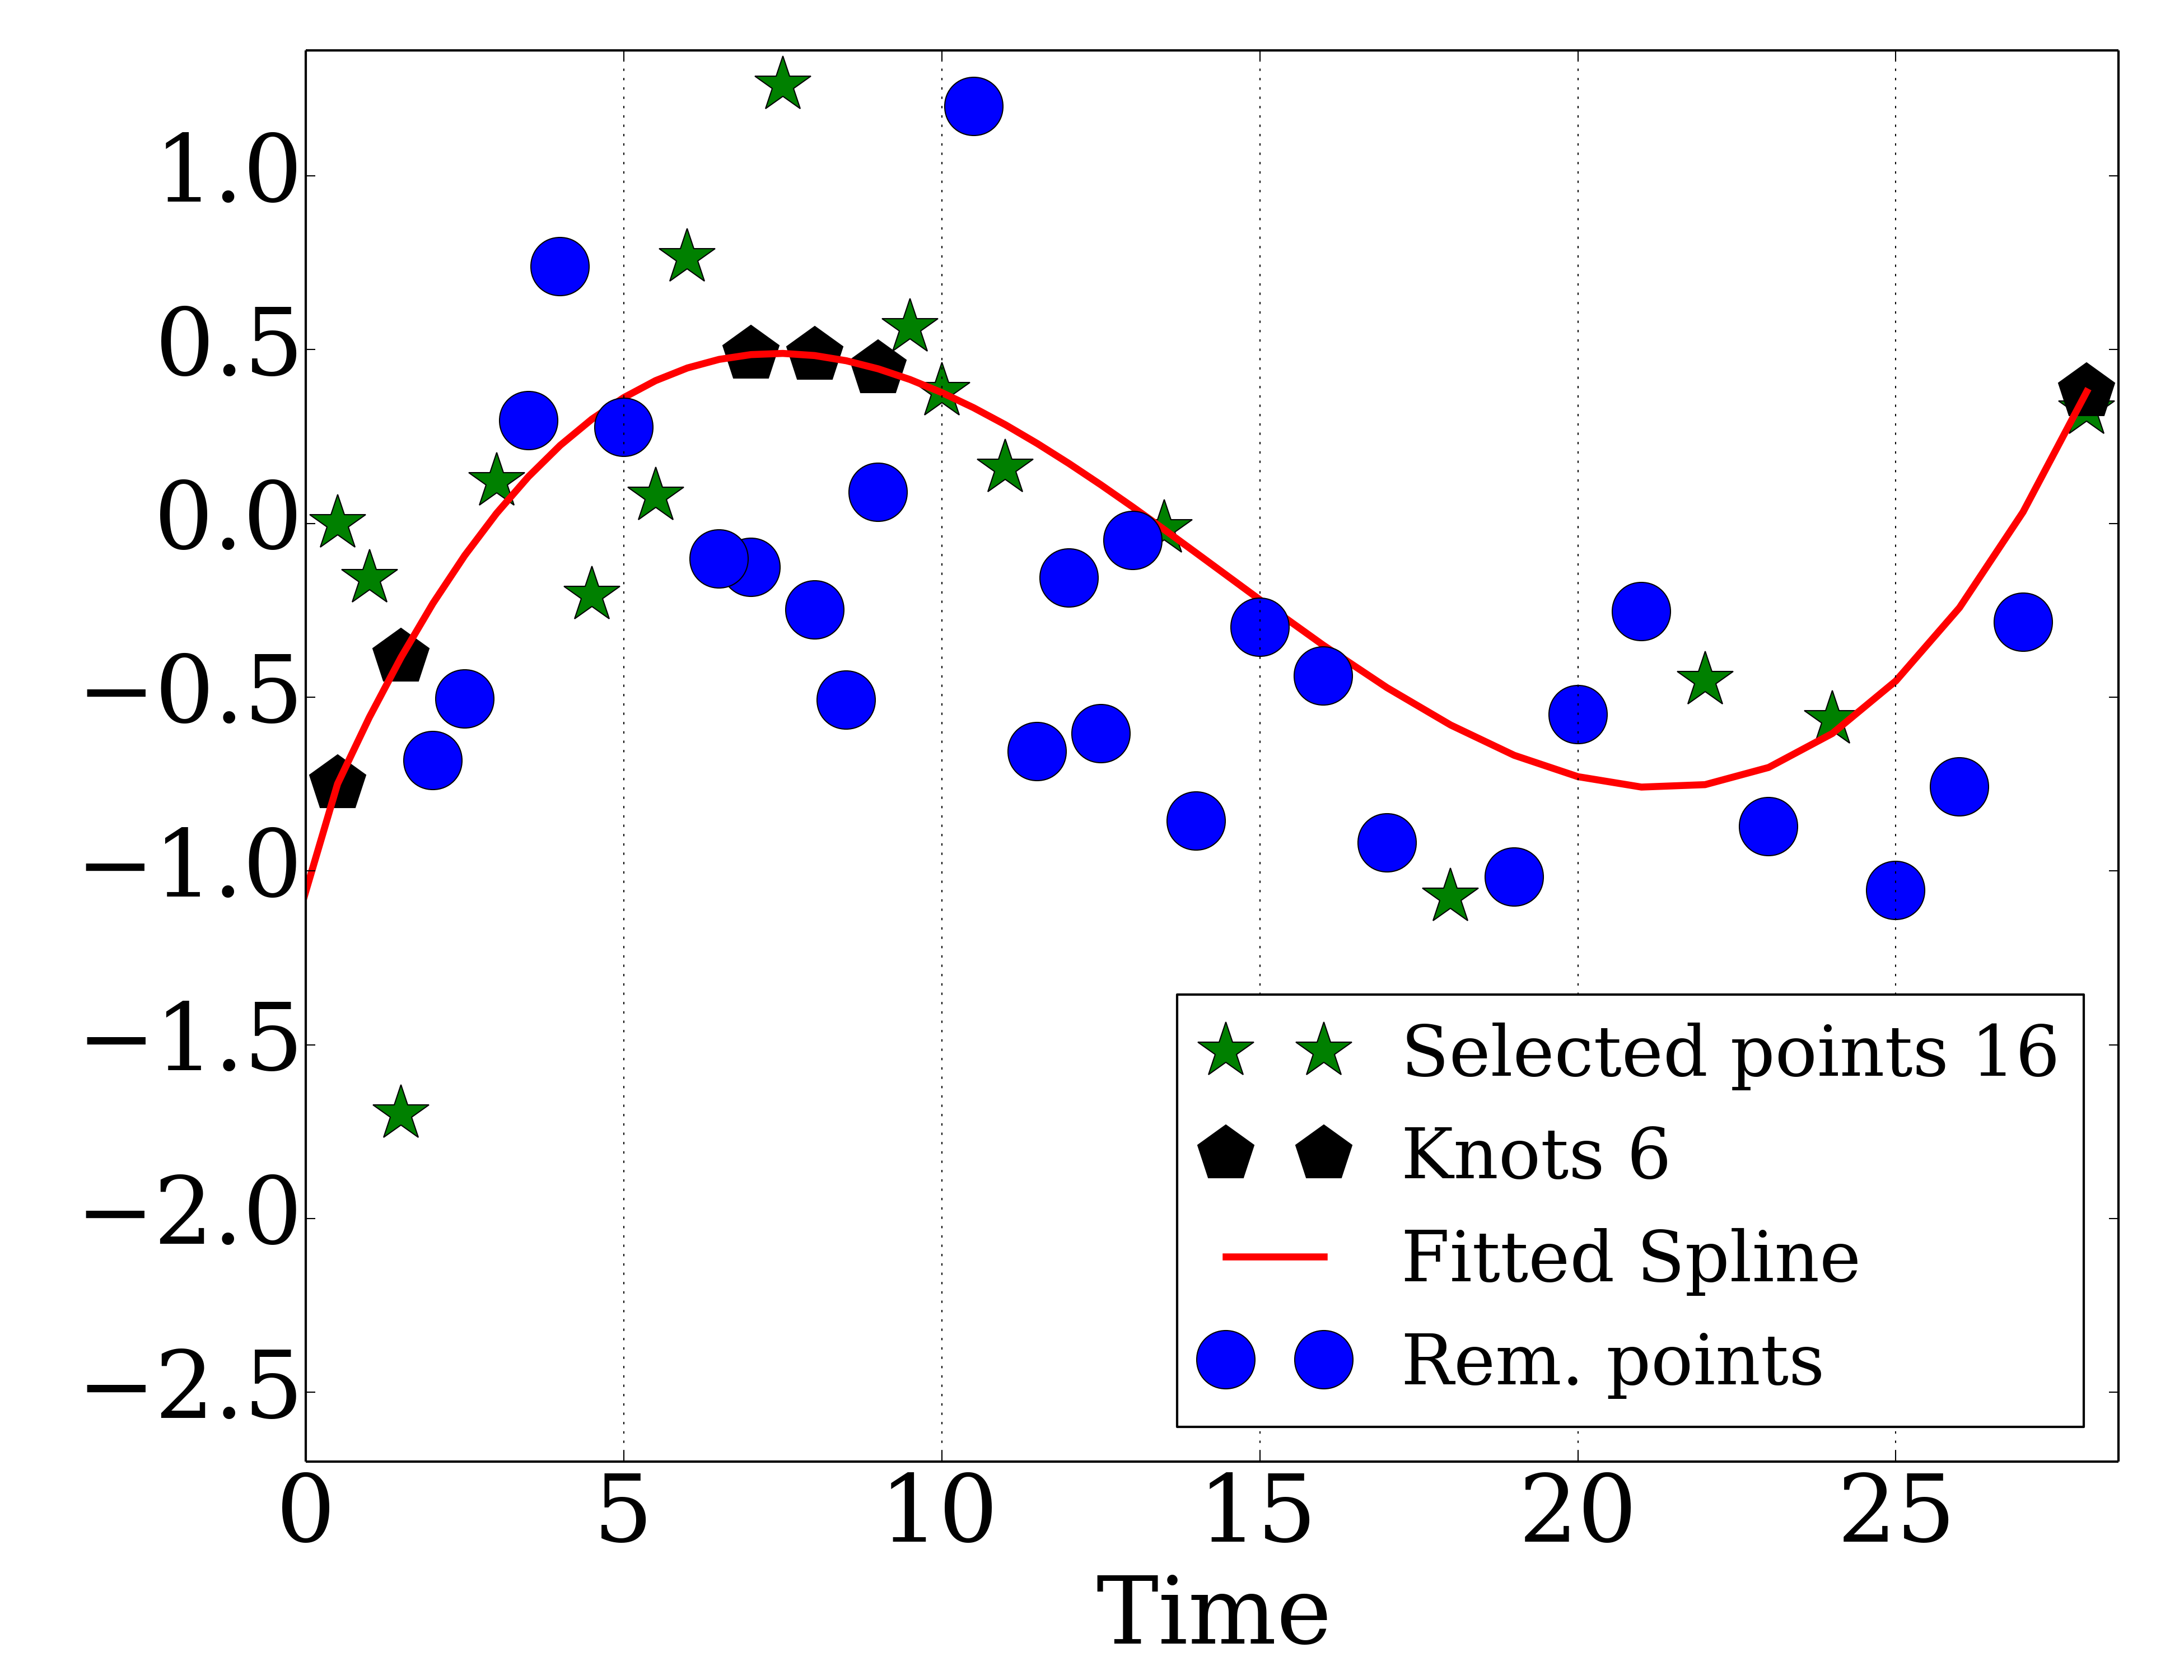 1.0
0.5
0.0
−0.5
−1.0
−1.5
−2.0
−2.5
Selected points 16
Knots 6
Fitted Spline
Rem. points
0 5 10 15 20 25
Time